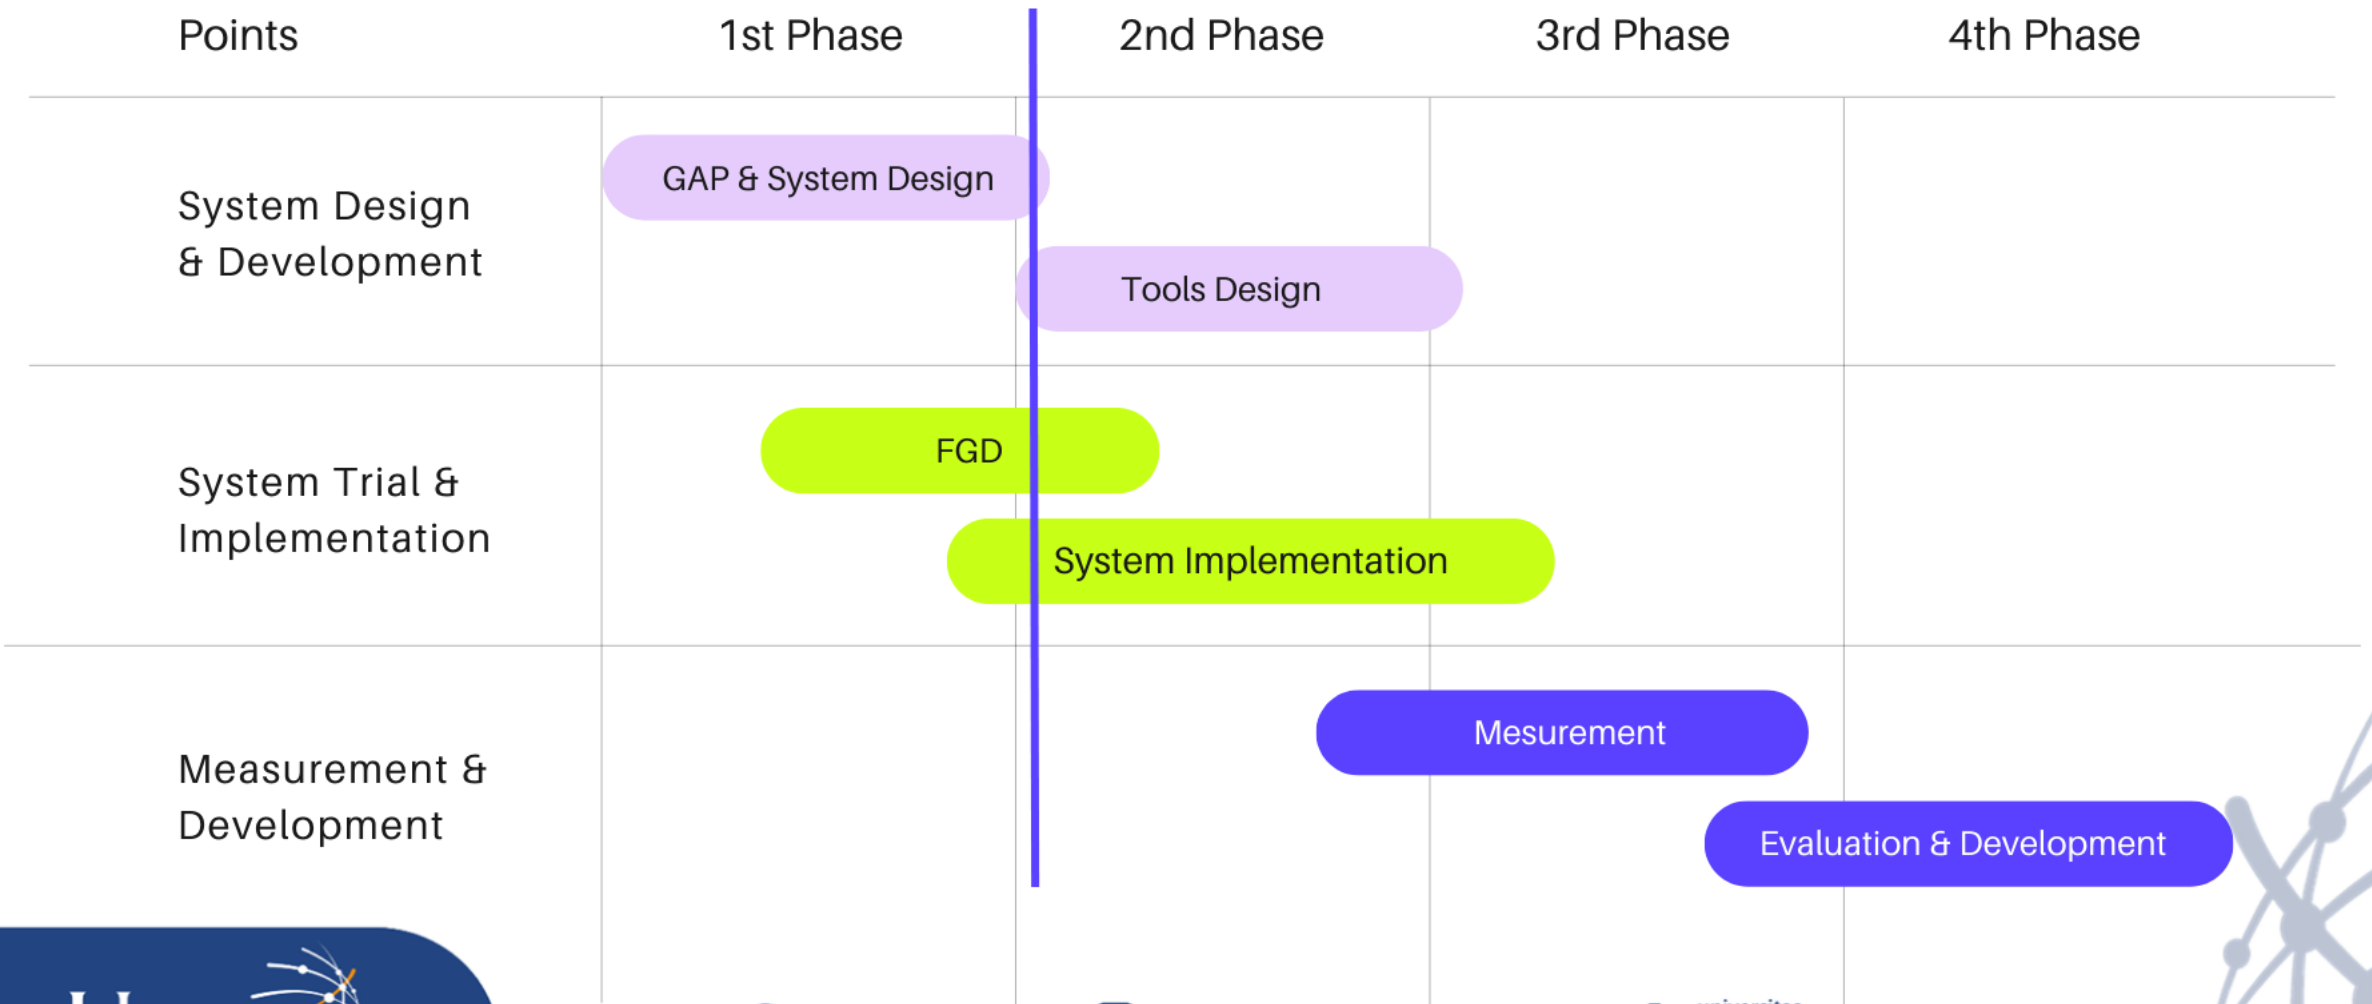 Points 1st Phase 2nd Phase 3rd Phase 4th Phase
GAP & System Design
System Design
& Development
Tools Design
FGD
System Trial &
Implementation
System Implementation
Mesurement
Measurement &
Development
Evaluation & Development